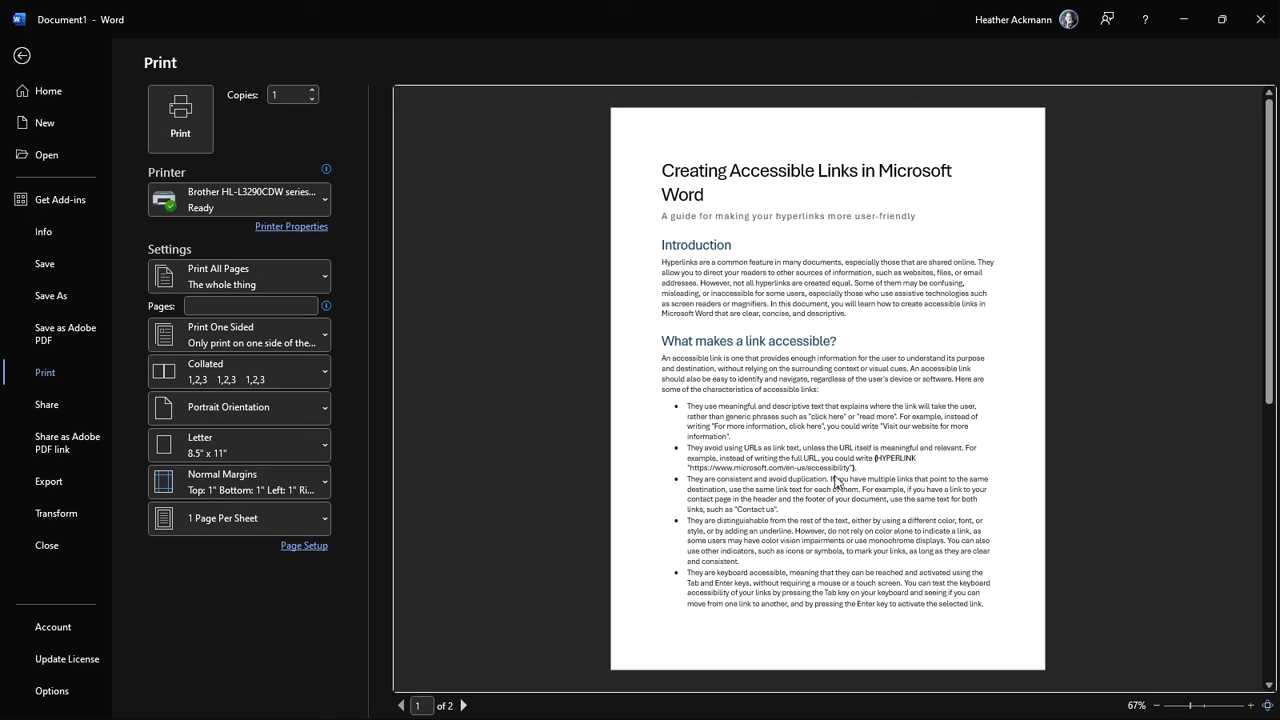 Document1 - Word
Heather Ackmann
?
Print
Home
New
Open
Get Add-ins
Info
Save
Save As
Save as Adobe
PDF
Print
Share
Share as Adobe
PDF link
Export
Transform
Close
Account
Update License
Options
Print
Copies: 1
Printer
Brother HL-L3290CDW series...
Ready
Printer Properties
Settings
Print All Pages
The whole thing
Pages:
Print One Sided
Only print on one side of the...
Collated
1,2,3 1,2,3 1,2,3
Portrait Orientation
Letter
8.5" x 11"
Normal Margins
Top: 1" Bottom: 1" Left: 1" Ri...
1 Page Per Sheet
Page Setup
Creating Accessible Links in Microsoft
Word
A guide for making your hyperlinks more user-friendly
Introduction
Hyperlinks are a common feature in many documents, especially those that are shared online. They
allow you to direct your readers to other sources of information, such as websites, files, or email
addresses. However, not all hyperlinks are created equal. Some of them may be confusing,
misleading, or inaccessible for some users, especially those who use assistive technologies such
as screen readers or magnifiers. In this document, you will learn how to create accessible links in
Microsoft Word that are clear, concise, and descriptive.
What makes a link accessible?
An accessible link is one that provides enough information for the user to understand its purpose
and destination, without relying on the surrounding context or visual cues. An accessible link
should also be easy to identify and navigate, regardless of the user's device or software. Here are
some of the characteristics of accessible links:
• They use meaningful and descriptive text that explains where the link will take the user,
rather than generic phrases such as "click here" or "read more". For example, instead of
writing "For more information, click here", you could write "Visit our website for more
information".
• They avoid using URLs as link text, unless the URL itself is meaningful and relevant. For
example, instead of writing the full URL, you could write {HYPERLINK
"https://www.microsoft.com/en-us/accessibility"}.
• They are consistent and avoid duplication. If you have multiple links that point to the same
destination, use the same link text for each of them. For example, if you have a link to your
contact page in the header and the footer of your document, use the same text for both
links, such as "Contact us".
• They are distinguishable from the rest of the text, either by using a different color, font, or
style, or by adding an underline. However, do not rely on color alone to indicate a link, as
some users may have color vision impairments or use monochrome displays. You can also
use other indicators, such as icons or symbols, to mark your links, as long as they are clear
and consistent.
• They are keyboard accessible, meaning that they can be reached and activated using the
Tab and Enter keys, without requiring a mouse or a touch screen. You can test the keyboard
accessibility of your links by pressing the Tab key on your keyboard and seeing if you can
move from one link to another, and by pressing the Enter key to activate the selected link.
1 of 2
67%